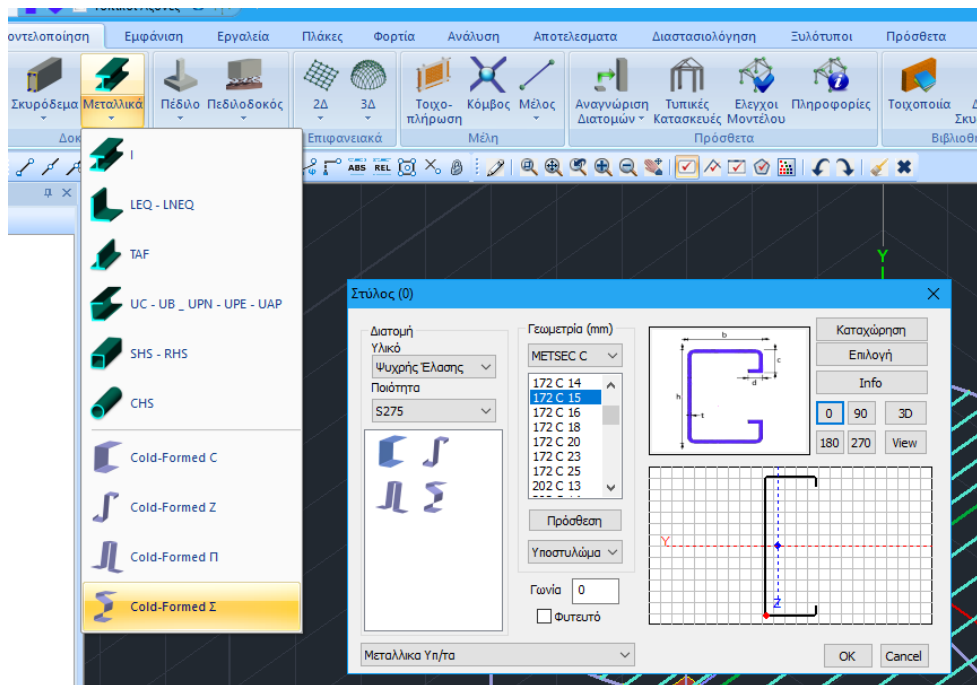 Τοπικοί Άξονες
οντελοποίηση Εμφάνιση Εργαλεία Πλάκες Φορτία Ανάλυση Αποτελεσματα Διαστασιολόγηση Ξυλότυποι Πρόσθετα
Σκυρόδεμα Μεταλλικά Πέδιλο Πεδιλοδοκός 2Δ 3Δ Τοιχο- Κόμβος Μέλος Αναγνώριση Τυπικές Ελεγχοι Πληροφορίες Τοιχοποιία
πλήρωση Διατομών Κατασκευές Μοντέλου Σκυ
Δοκ Επιφανειακά Μέλη Πρόσθετα Βιβλιοθ
ABS REL
I
LEQ - LNEQ
TAF
UC - UB _ UPN - UPE - UAP
SHS - RHS
CHS
Cold-Formed C
Cold-Formed Z
Cold-Formed Π
Cold-Formed Σ
Y
Στύλος (0)
Διατομή
Υλικό
Ψυχρής Έλασης
Ποιότητα
S275
Μεταλλικα Υπ/τα
Γεωμετρία (mm)
METSEC C
172 C 14
172 C 15
172 C 16
172 C 18
172 C 20
172 C 23
172 C 25
202 C 13
Πρόσθεση
Υποστυλώμα
Γωνία 0
Φυτευτό
b
c
d
h
t
Καταχώρηση
Επιλογή
Info
0 90 3D
180 270 View
Y
Z
OK Cancel